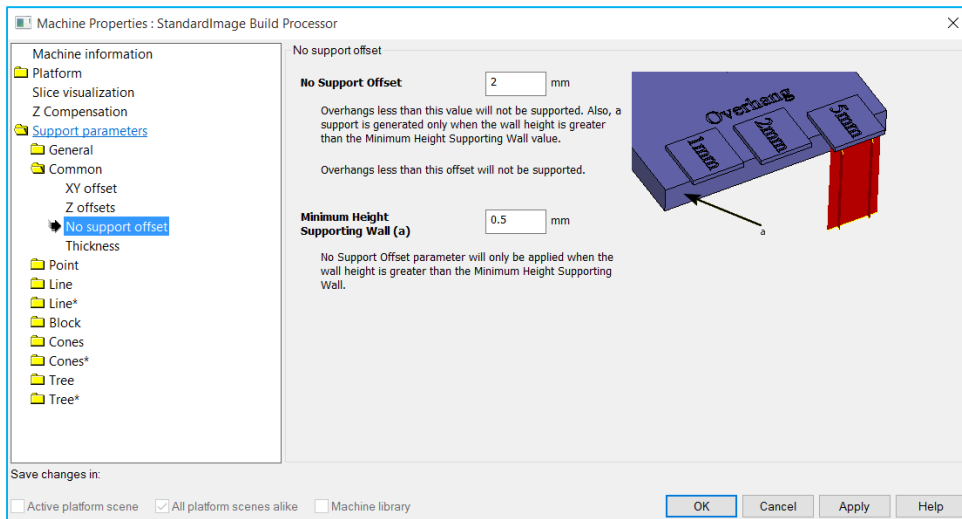 Machine Properties : StandardImage Build Processor
Machine information
Platform
Slice visualization
Z Compensation
Support parameters
General
Common
XY offset
Z offsets
No support offset
Thickness
Point
Line
Line*
Block
Cones
Cones*
Tree
Tree*
No support offset
No Support Offset 2 mm
Overhangs less than this value will not be supported. Also, a
support is generated only when the wall height is greater
than the Minimum Height Supporting Wall value.
Overhangs less than this offset will not be supported.
Minimum Height
Supporting Wall (a) 0.5 mm
No Support Offset parameter will only be applied when the
wall height is greater than the Minimum Height Supporting
Wall.
Overhang
1mm 2mm 5mm
a
Save changes in:
Active platform scene All platform scenes alike Machine library
OK Cancel Apply Help